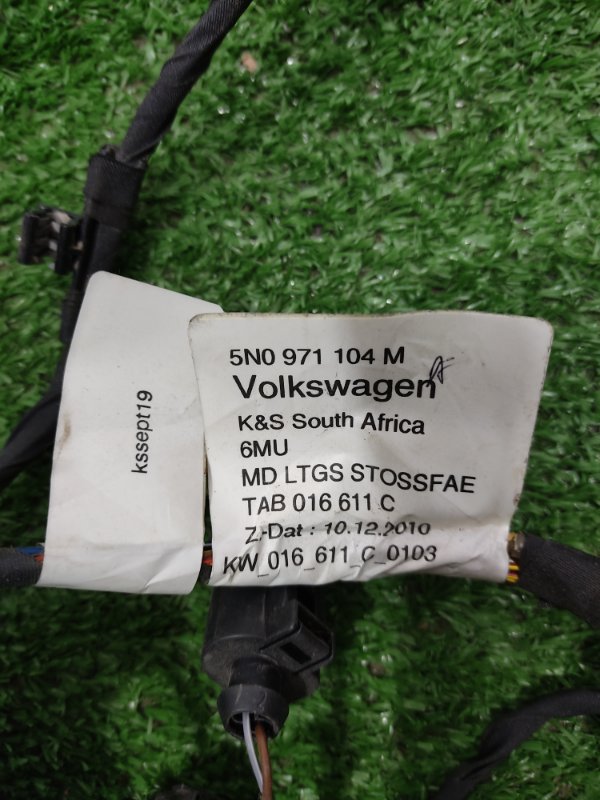 kssept19
5N0 971 104 M
Volkswagen
K&S South Africa
6MU
MD LTGS STOSSFAE
TAB 016 611 C
Z-Dat : 10.12.2010
KW_016_611_C_0103